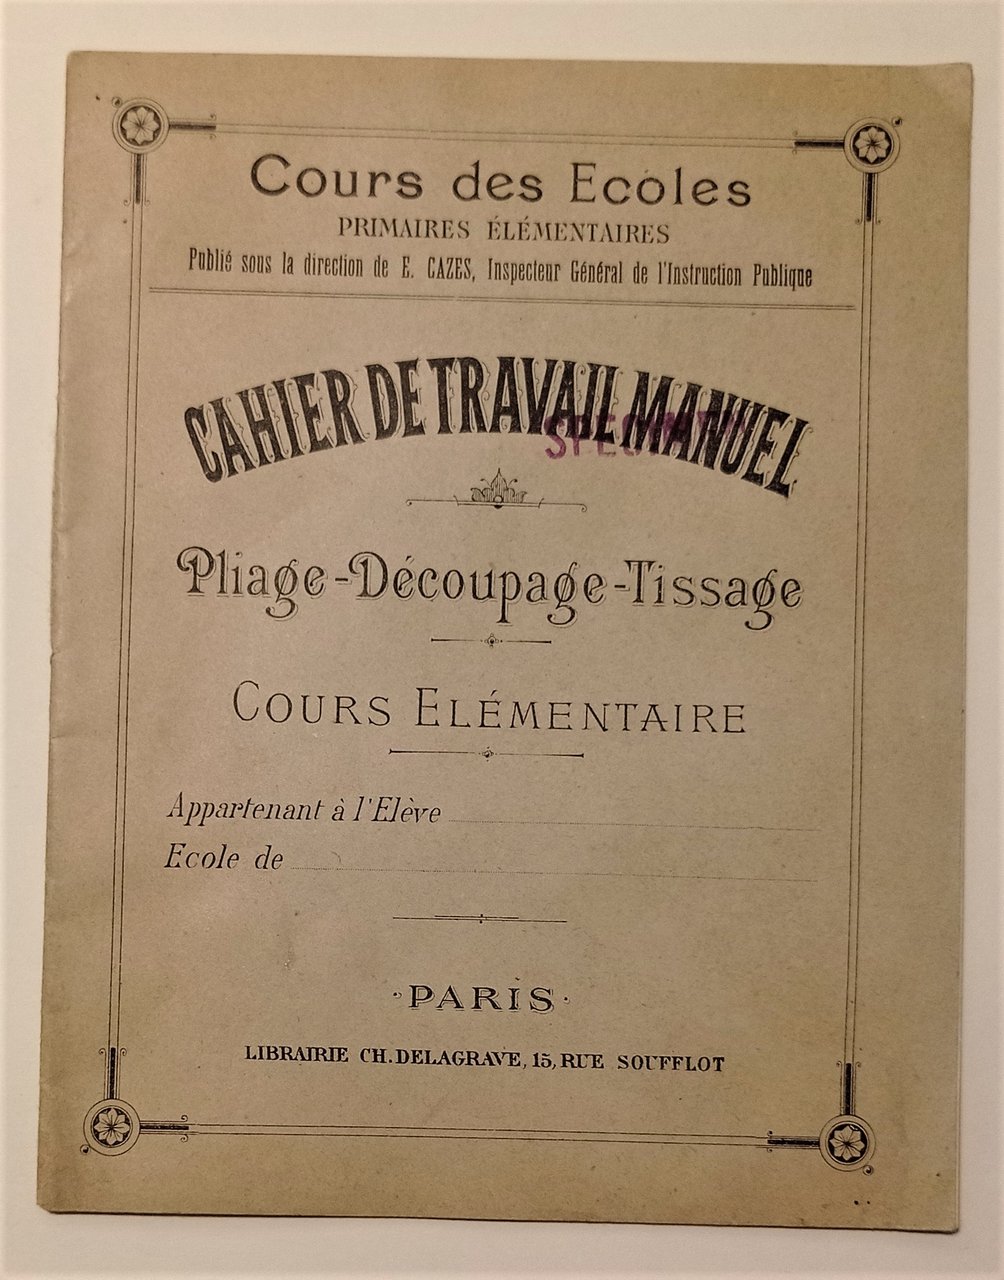 Cours des Ecoles
PRIMAIRES ÉLÉMENTAIRES
Publié sous la direction de E. CAZES, Inspecteur Général de l'Instruction Publique
CAHIER DE TRAVAIL MANUEL
SPECIMEN
Pliage-Découpage-Tissage
COURS ELÉMENTAIRE
Appartenant à l'Elève
Ecole de
PARIS
LIBRAIRIE CH. DELAGRAVE, 15, RUE SOUFFLOT